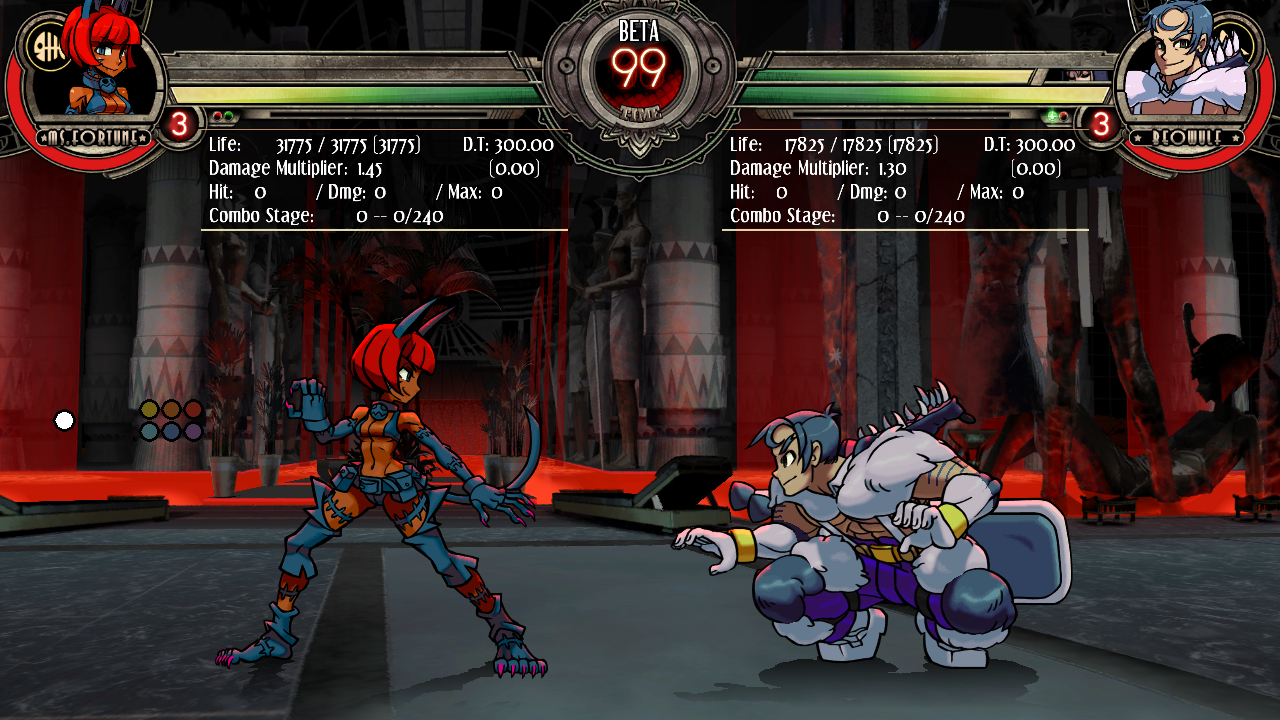 BETA
99
TIME
MS. FORTUNE
3
3
BEOWULF
Life: 31775 / 31775 (31775) D.T: 300.00
Damage Multiplier: 1.45 (0.00)
Hit: 0 / Dmg: 0 / Max: 0
Combo Stage: 0 -- 0/240
Life: 17825 / 17825 (17825) D.T: 300.00
Damage Multiplier: 1.30 (0.00)
Hit: 0 / Dmg: 0 / Max: 0
Combo Stage: 0 -- 0/240